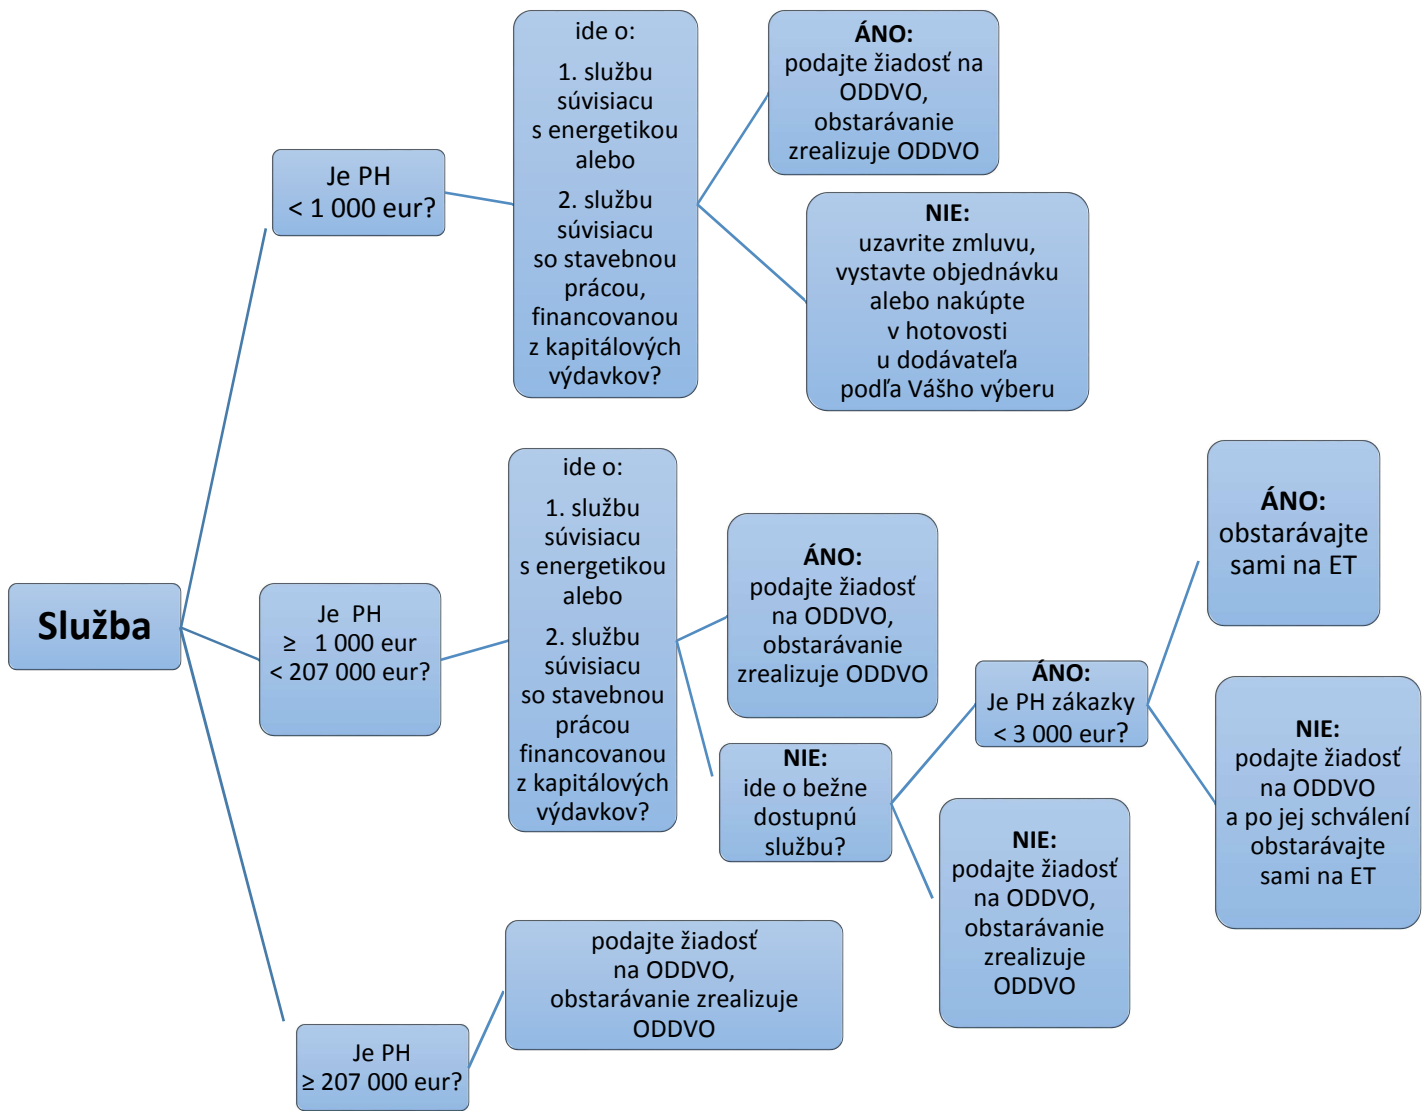 Služba
Je PH
< 1 000 eur?
ide o:
1. službu
súvisiacu
s energetikou
alebo
2. službu
súvisiacu
so stavebnou
prácou,
financovanou
z kapitálových
výdavkov?
ÁNO:
podajte žiadosť na
ODDVO,
obstarávanie
zrealizuje ODDVO
NIE:
uzavrite zmluvu,
vystavte objednávku
alebo nakúpte
v hotovosti
u dodávateľa
podľa Vášho výberu
Je PH
≥ 1 000 eur
< 207 000 eur?
ide o:
1. službu
súvisiacu
s energetikou
alebo
2. službu
súvisiacu
so stavebnou
prácou
financovanou
z kapitálových
výdavkov?
ÁNO:
podajte žiadosť
na ODDVO,
obstarávanie
zrealizuje ODDVO
NIE:
ide o bežne
dostupnú
službu?
ÁNO:
Je PH zákazky
< 3 000 eur?
ÁNO:
obstarávajte
sami na ET
NIE:
podajte žiadosť
na ODDVO
a po jej schválení
obstarávajte
sami na ET
NIE:
podajte žiadosť
na ODDVO,
obstarávanie
zrealizuje
ODDVO
Je PH
≥ 207 000 eur?
podajte žiadosť
na ODDVO,
obstarávanie zrealizuje
ODDVO